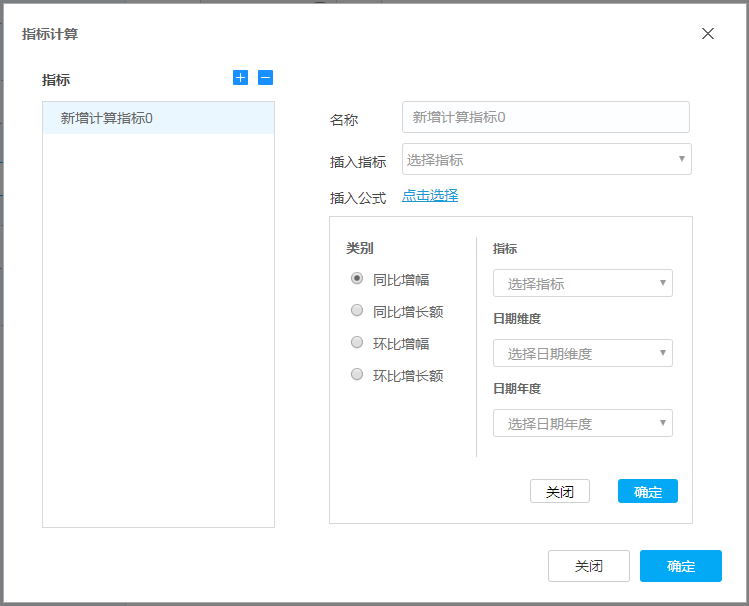 指标计算
指标
新增计算指标0
名称
新增计算指标0
插入指标
选择指标
插入公式
点击选择
类别
同比增幅
同比增长额
环比增幅
环比增长额
指标
选择指标
日期维度
选择日期维度
日期年度
选择日期年度
关闭
确定
关闭
确定